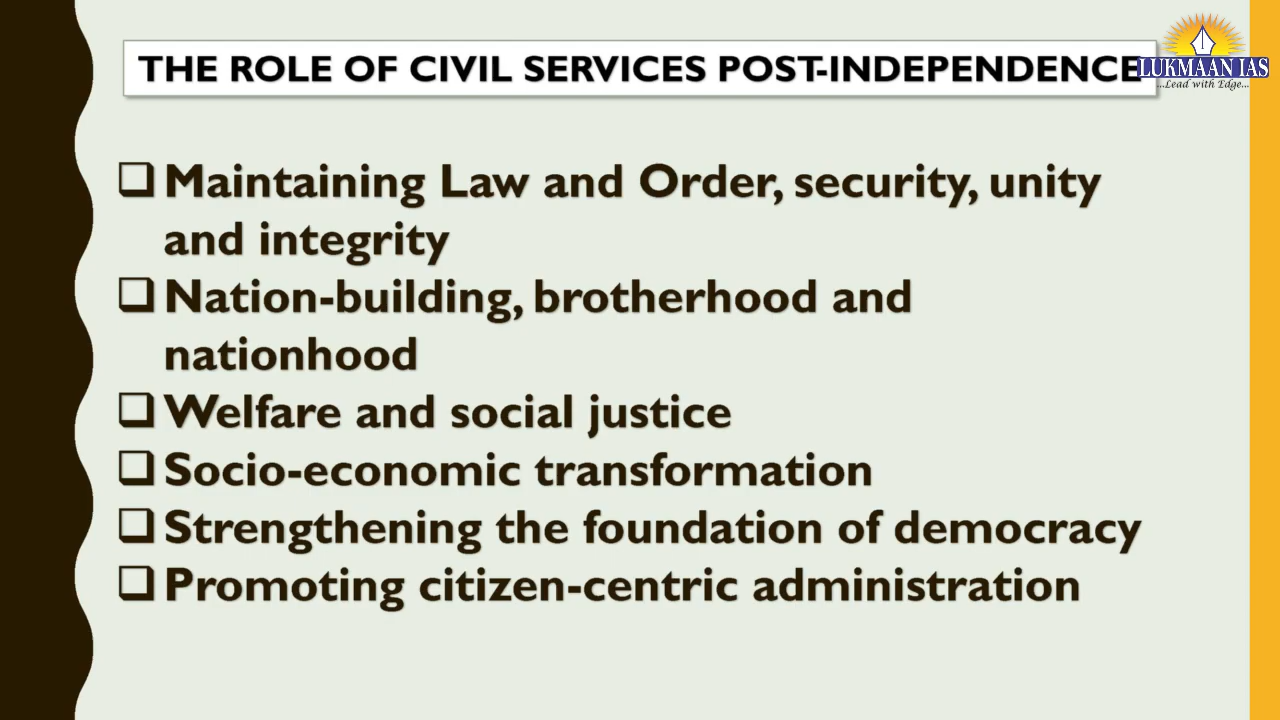 THE ROLE OF CIVIL SERVICES POST-INDEPENDENCE
LUKMAAN IAS
...Lead with Edge...
Maintaining Law and Order, security, unity
and integrity
Nation-building, brotherhood and
nationhood
Welfare and social justice
Socio-economic transformation
Strengthening the foundation of democracy
Promoting citizen-centric administration